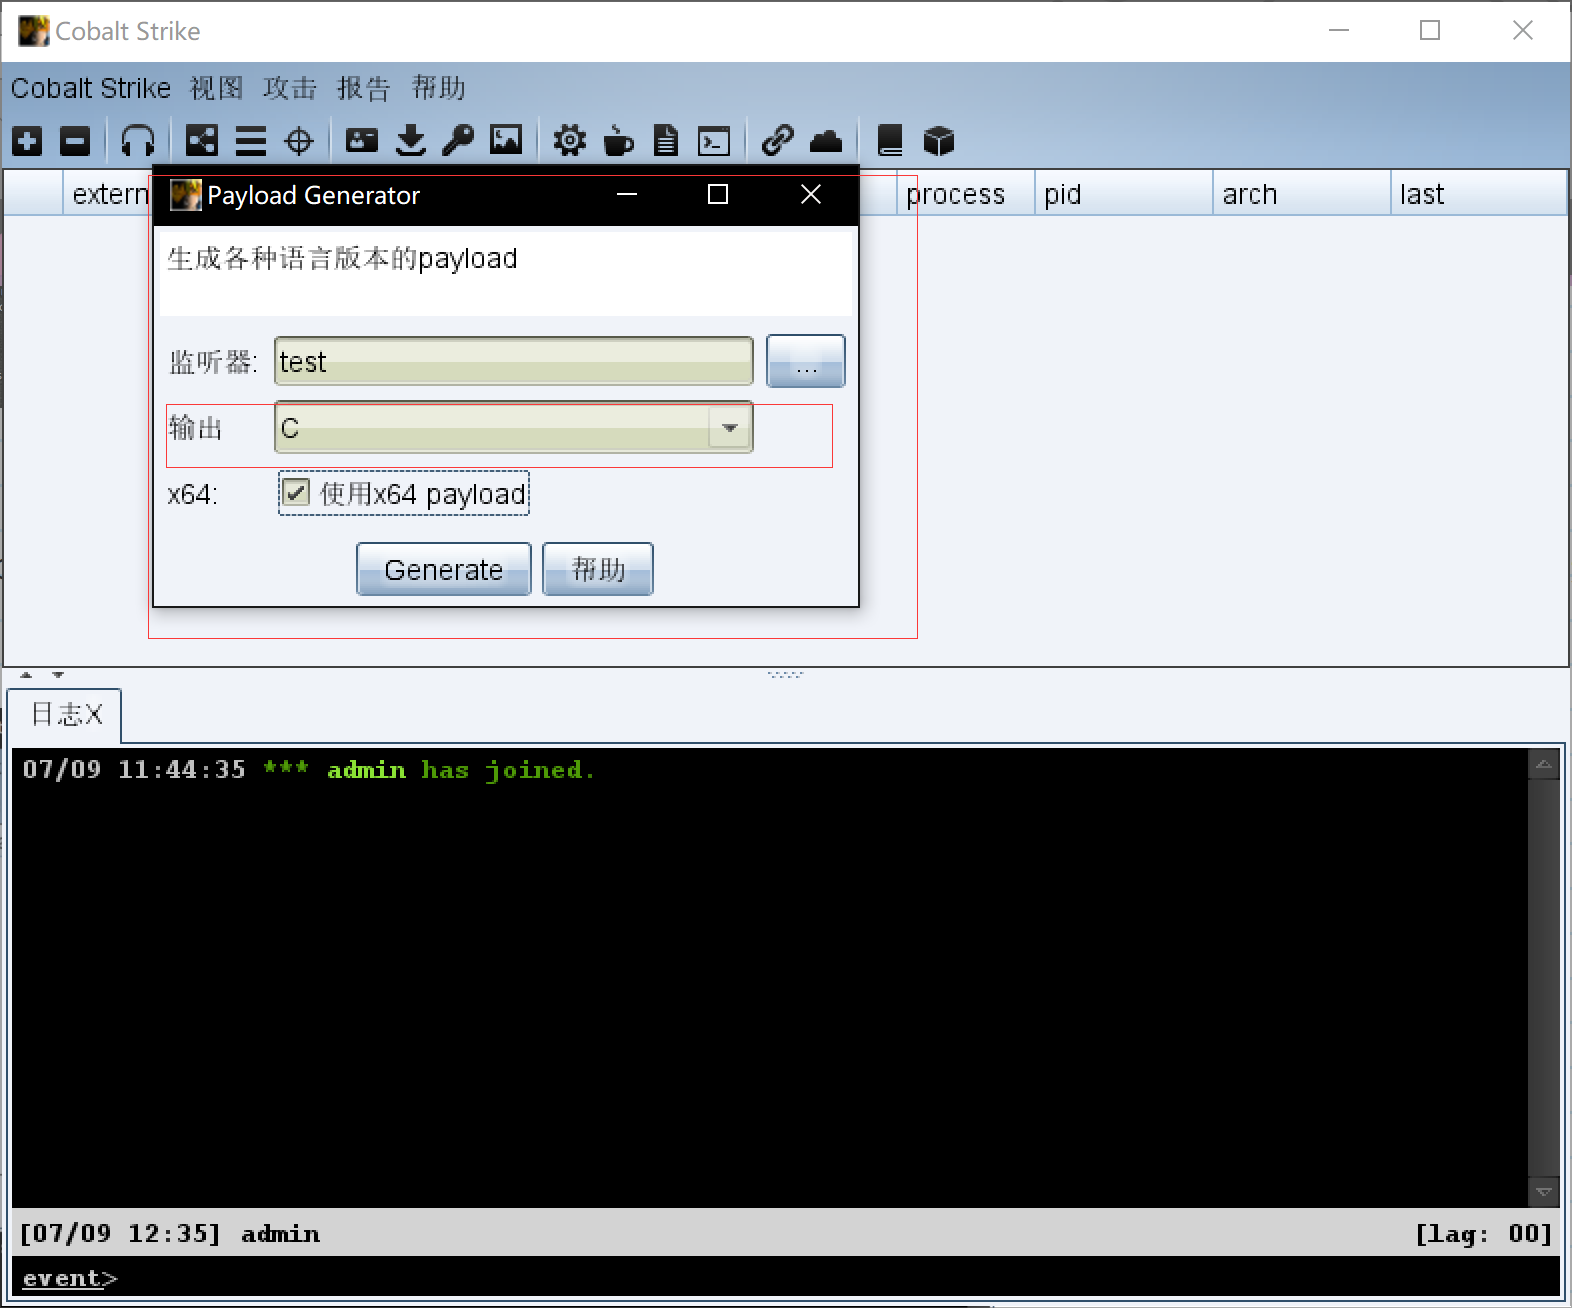 Cobalt Strike
Cobalt Strike 视图 攻击 报告 帮助
extern process pid arch last
Payload Generator
生成各种语言版本的payload
监听器: test ...
输出 C
x64: 使用x64 payload
Generate 帮助
日志X
07/09 11:44:35 *** admin has joined.
[07/09 12:35] admin [lag: 00]
event>